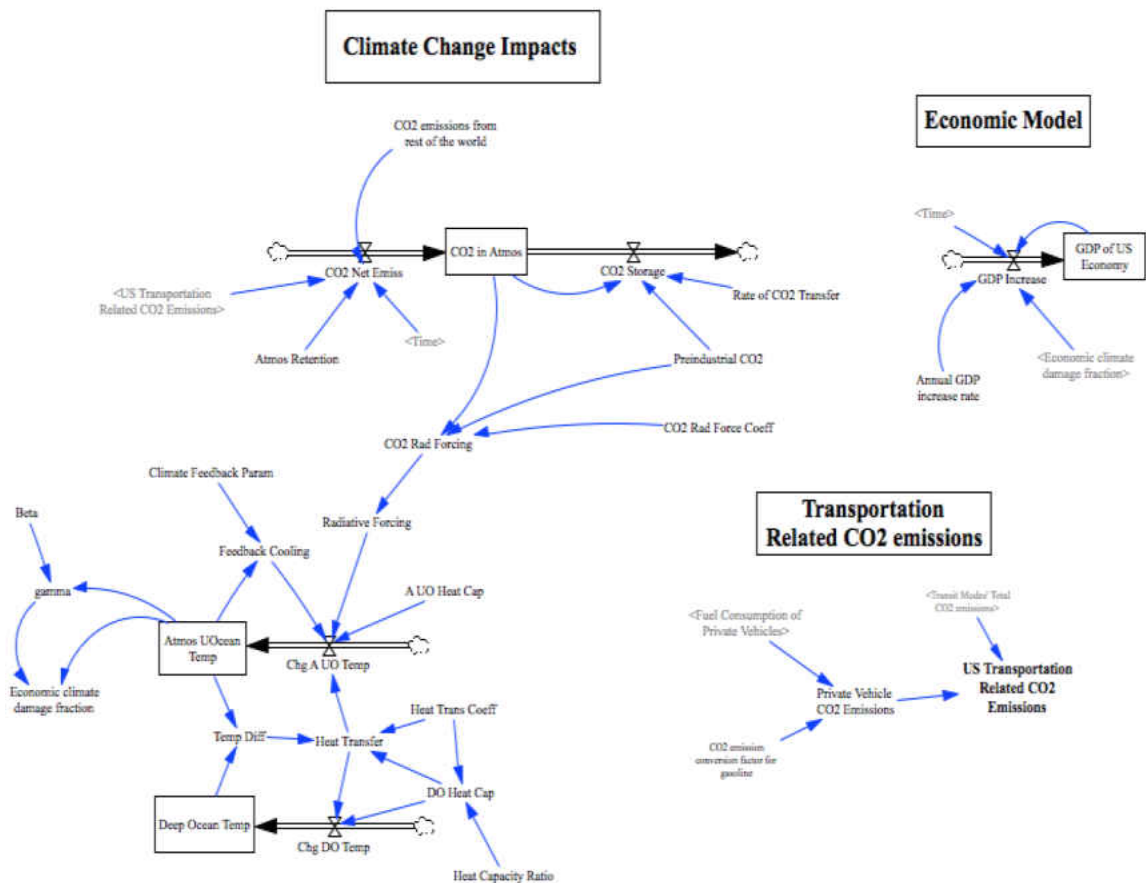 Climate Change Impacts
Economic Model
CO2 emissions from
rest of the world
<Time>
CO2 in Atmos
GDP of US
Economy
CO2 Net Emiss
CO2 Storage
GDP Increase
<US Transportation
Related CO2 Emissions>
Rate of CO2 Transfer
<Time>
Atmos Retention
Preindustrial CO2
<Economic climate
damage fraction>
Annual GDP
increase rate
CO2 Rad Force Coeff
CO2 Rad Forcing
Climate Feedback Param
Transportation
Related CO2 emissions
Beta
Radiative Forcing
Feedback Cooling
gamma
A UO Heat Cap
<Transit Modes' Total
CO2 emissions>
<Fuel Consumption of
Private Vehicles>
Atmos UOcean
Temp
Chg A UO Temp
US Transportation
Related CO2
Emissions
Economic climate
damage fraction
Private Vehicle
CO2 Emissions
Heat Trans Coeff
Temp Diff
Heat Transfer
CO2 emission
conversion factor for
gasoline
DO Heat Cap
Deep Ocean Temp
Chg DO Temp
Heat Capacity Ratio